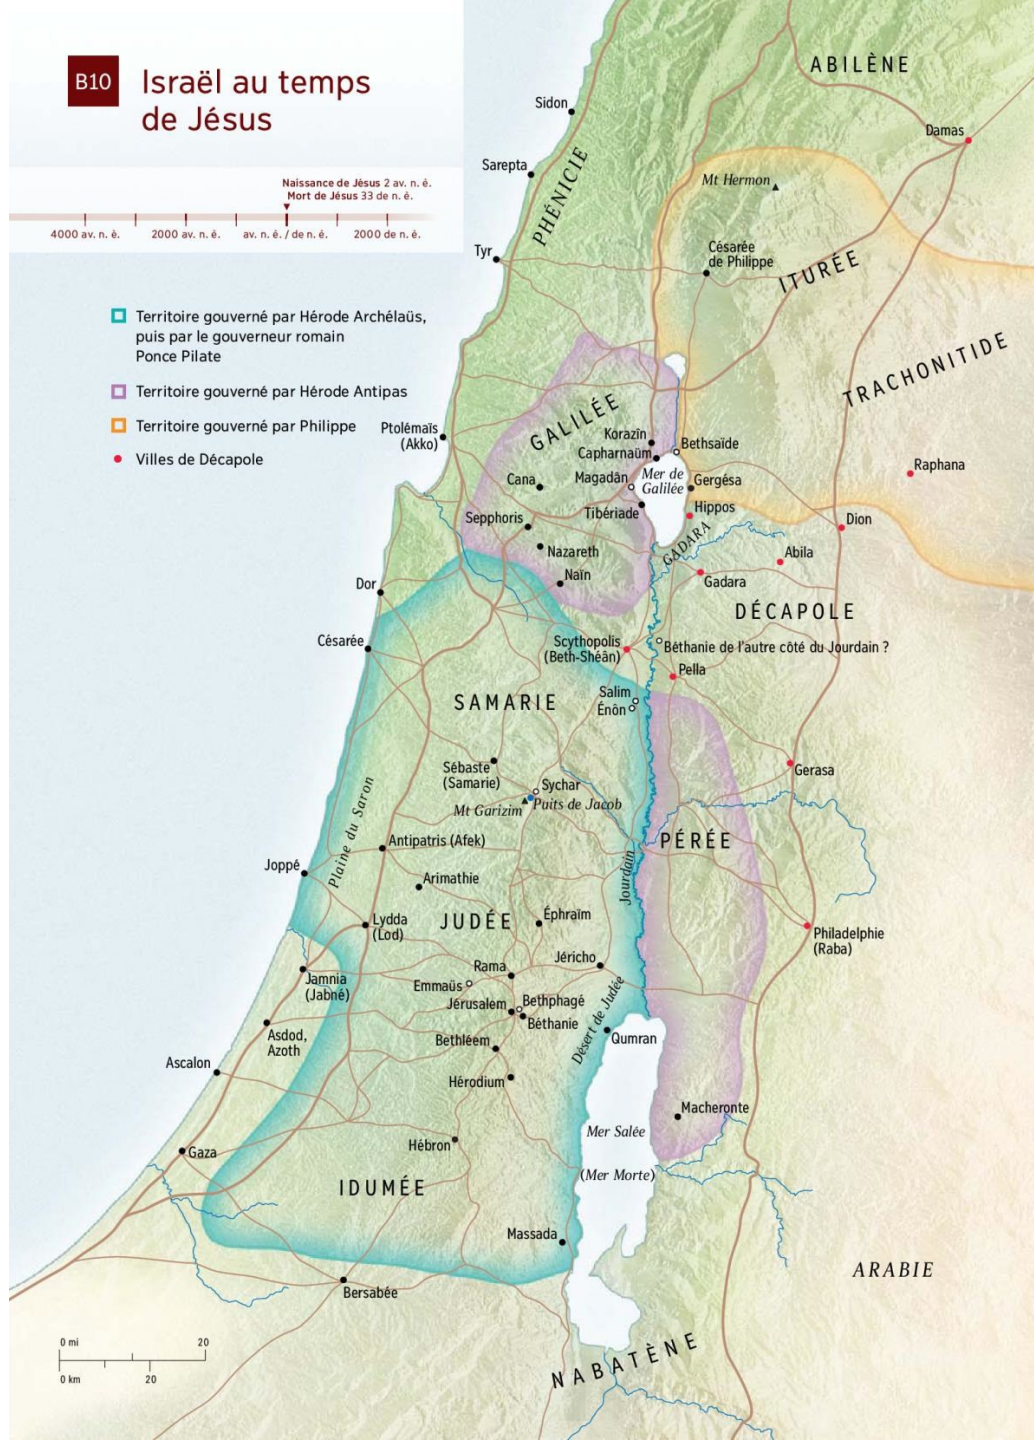 B10
Israël au temps
de Jésus
Naissance de Jésus 2 av. n. é.
Mort de Jésus 33 de n. è.
4000 av. n. è.
2000 av. n. è.
av. n. è. / de n. è.
2000 de n. è.
Territoire gouverné par Hérode Archélaüs,
puis par le gouverneur romain
Ponce Pilate
Territoire gouverné par Hérode Antipas
Territoire gouverné par Philippe
Villes de Décapole
ABILÈNE
Sidon
Damas
PHÉNICIE
Sarepta
Mt Hermon
Tyr
Césarée
de Philippe
ITURÉE
TRACHONITIDE
GALILÉE
Ptolémaïs
(Akko)
Korazîn
Bethsaïde
Capharnaüm
Raphana
Cana
Magadân
Mer de
Galilée
Gergésa
Sepphoris
Tibériade
Hippos
Dion
GADARA
Nazareth
Abila
Naïn
Gadara
Dor
DÉCAPOLE
Césarée
Scythopolis
(Beth-Shéân)
Béthanie de l'autre côté du Jourdain ?
Pella
SAMARIE
Salim
Énôn
Sébaste
(Samarie)
Gerasa
Sychar
Mt Garizim
Puits de Jacob
Plaine du Saron
Antipatris (Afek)
PÉRÉE
Joppé
Arimathie
Jourdain
Lydda
(Lod)
JUDÉE
Éphraïm
Philadelphie
(Raba)
Jéricho
Rama
Jamnia
(Jabné)
Emmaüs
Désert de Judée
Jérusalem
Bethphagé
Béthanie
Asdod,
Azoth
Bethléem
Qumran
Ascalon
Hérodium
Macheronte
Mer Salée
(Mer Morte)
Hébron
Gaza
IDUMÉE
Massada
ARABIE
Bersabée
NABATÈNE
0 mi
20
0 km
20